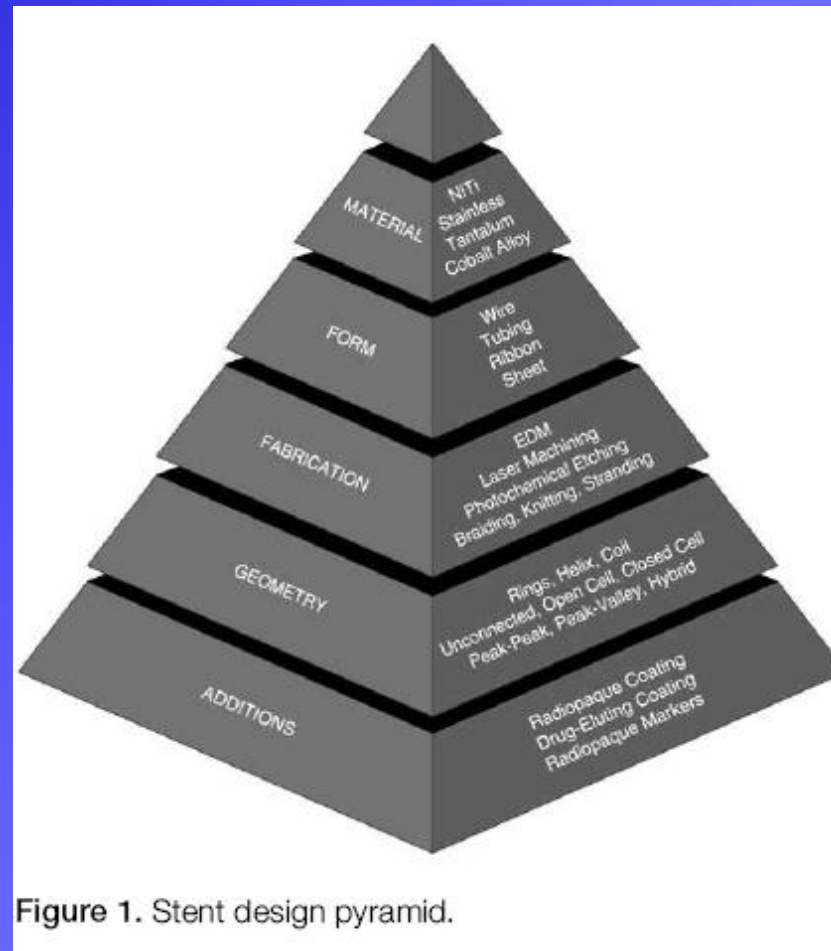 MATERIAL
NiTi
Stainless
Tantalum
Cobalt Alloy
FORM
Wire
Tubing
Ribbon
Sheet
FABRICATION
EDM
Laser Machining
Photochemical Etching
Braiding, Knitting, Stranding
GEOMETRY
Rings, Helix, Coil
Unconnected, Open Cell, Closed Cell
Peak-Peak, Peak-Valley, Hybrid
ADDITIONS
Radiopaque Coating
Drug-Eluting Coating
Radiopaque Markers
Figure 1. Stent design pyramid.